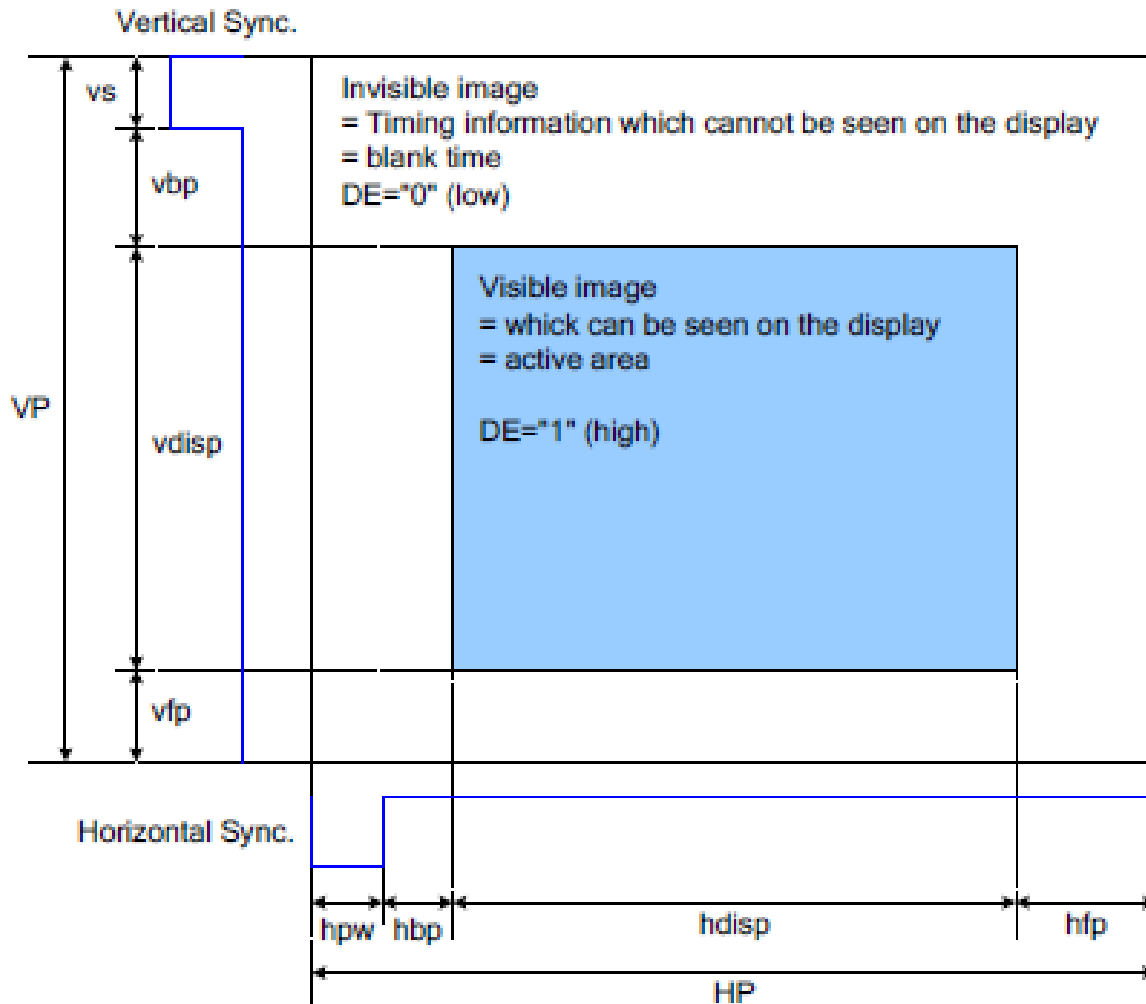 Vertical Sync.
vs
Invisible image
= Timing information which cannot be seen on the display
= blank time
DE="0" (low)
vbp
Visible image
= whick can be seen on the display
= active area
DE="1" (high)
VP
vdisp
vfp
Horizontal Sync.
hpw
hbp
hdisp
hfp
HP